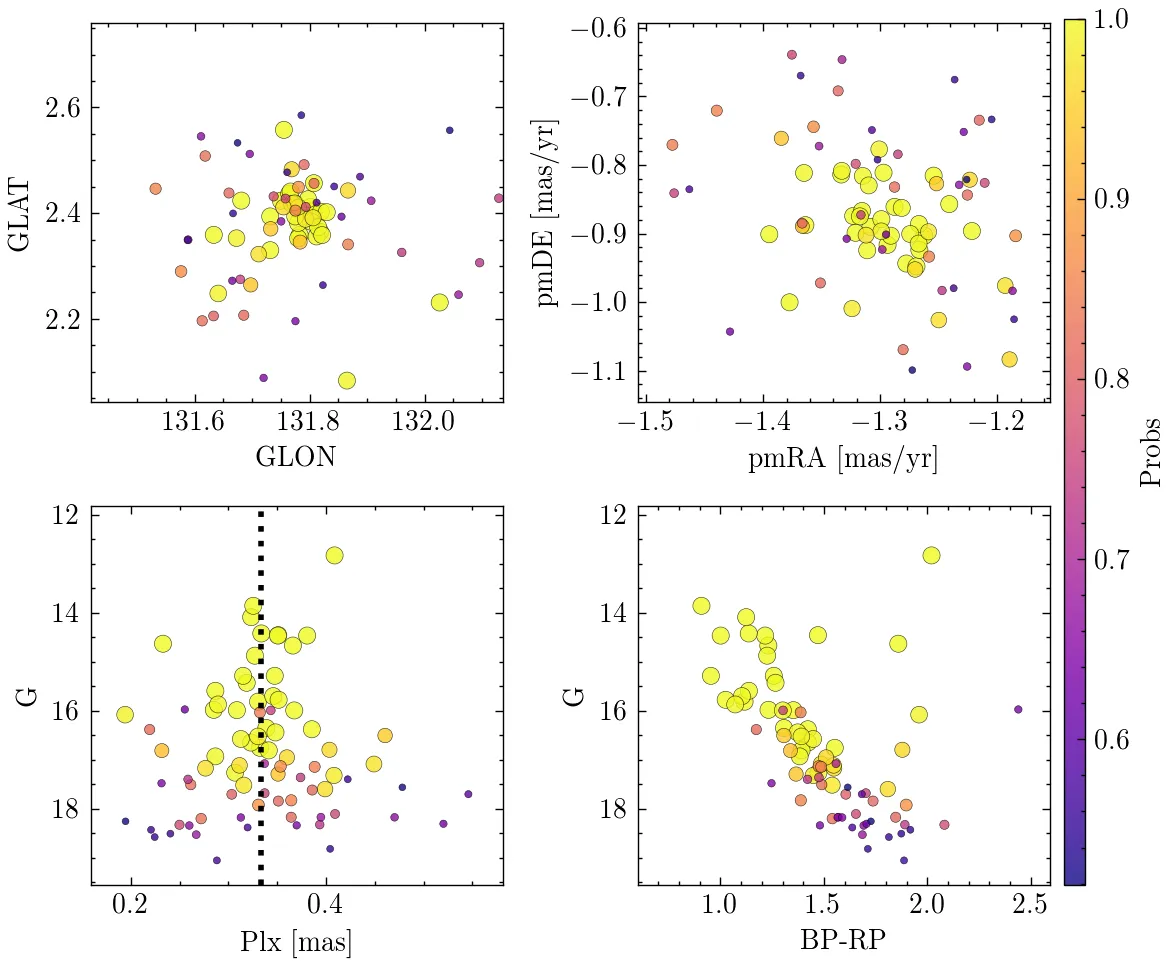 2.6
2.4
2.2
GLAT
131.6 131.8 132.0
GLON
−0.6
−0.7
−0.8
−0.9
−1.0
−1.1
pmDE [mas/yr]
−1.5 −1.4 −1.3 −1.2
pmRA [mas/yr]
12
14
16
18
G
0.2 0.4
Plx [mas]
12
14
16
18
G
1.0 1.5 2.0 2.5
BP-RP
1.0
0.9
0.8
0.7
0.6
Probs